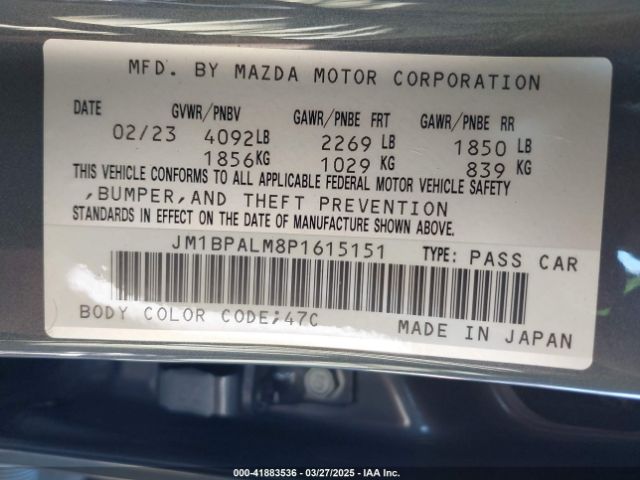 MFD. BY MAZDA MOTOR CORPORATION
DATE GVWR/PNBV GAWR/PNBE FRT GAWR/PNBE RR
02/23 4092LB 2269 LB 1850 LB
1856KG 1029 KG 839 KG
THIS VEHICLE CONFORMS TO ALL APPLICABLE FEDERAL MOTOR VEHICLE SAFETY
,BUMPER,AND THEFT PREVENTION
STANDARDS IN EFFECT ON THE DATE OF MANUFACTURE SHOWN ABOVE.
JM1BPALM8P1615151 TYPE: PASS CAR
BODY COLOR CODE;47C MADE IN JAPAN
000-41883536 - 03/27/2025 - IAA Inc.